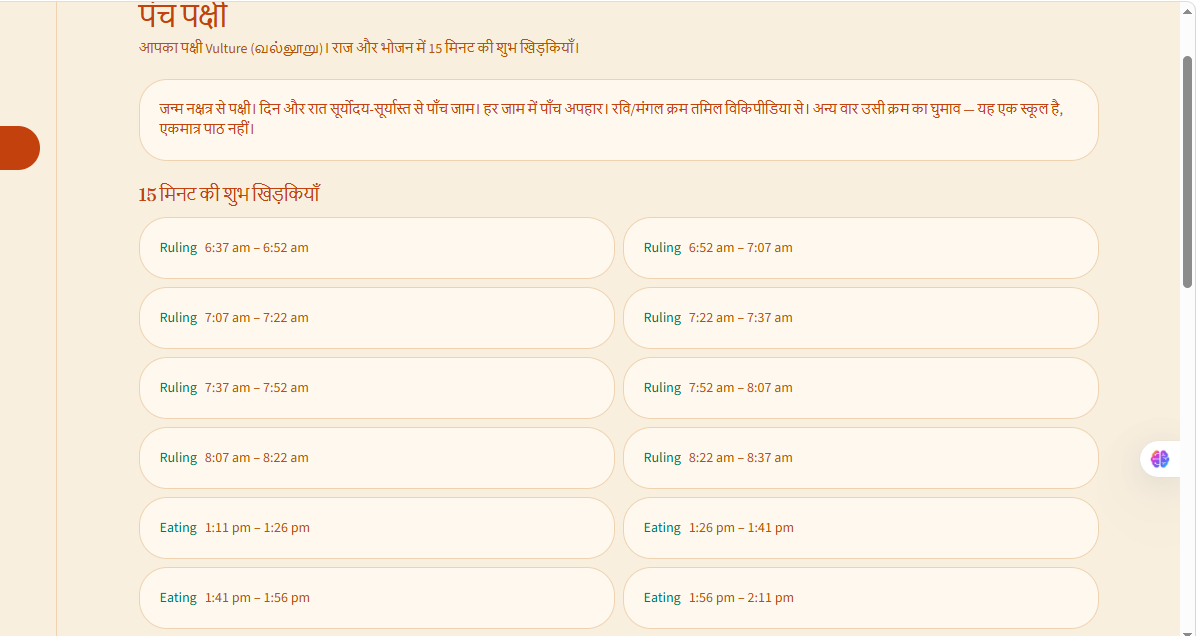 पंच पक्षी
आपका पक्षी Vulture (வல்லூறு)। राज और भोजन में 15 मिनट की शुभ खिड़कियाँ।
जन्म नक्षत्र से पक्षी। दिन और रात सूर्योदय-सूर्यास्त से पाँच जाम। हर जाम में पाँच अपहार। रवि/मंगल क्रम तमिल विकिपीडिया से। अन्य वार उसी क्रम का घुमाव — यह एक स्कूल है,
एकमात्र पाठ नहीं।
15 मिनट की शुभ खिड़कियाँ
Ruling 6:37 am – 6:52 am
Ruling 6:52 am – 7:07 am
Ruling 7:07 am – 7:22 am
Ruling 7:22 am – 7:37 am
Ruling 7:37 am – 7:52 am
Ruling 7:52 am – 8:07 am
Ruling 8:07 am – 8:22 am
Ruling 8:22 am – 8:37 am
Eating 1:11 pm – 1:26 pm
Eating 1:26 pm – 1:41 pm
Eating 1:41 pm – 1:56 pm
Eating 1:56 pm – 2:11 pm